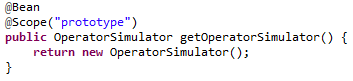 @Bean
@Scope("prototype")
public OperatorSimulator getOperatorSimulator() {
    return new OperatorSimulator();
}